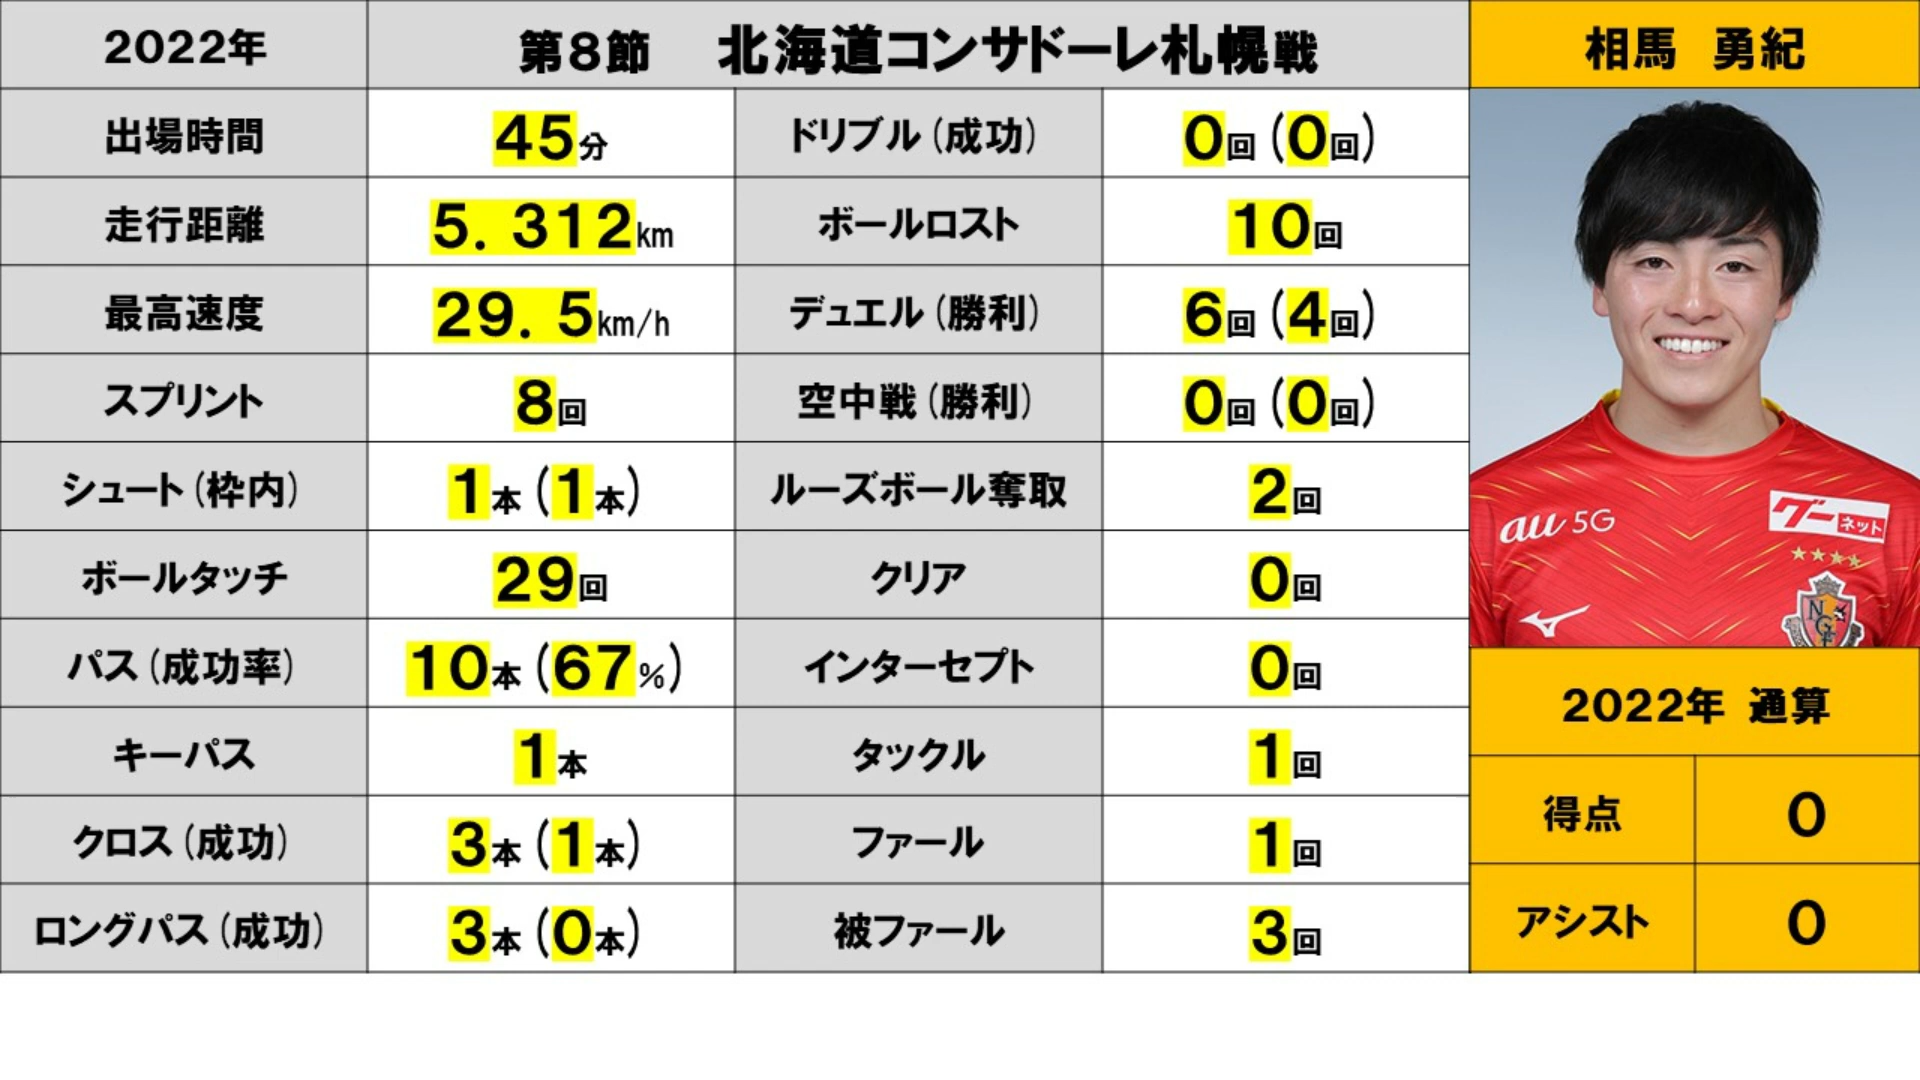 2022年 第8節 北海道コンサドーレ札幌戦 相馬 勇紀
出場時間 45分 ドリブル(成功) 0回(0回)
走行距離 5.312km ボールロスト 10回
最高速度 29.5km/h デュエル(勝利) 6回(4回)
スプリント 8回 空中戦(勝利) 0回(0回)
シュート(枠内) 1本(1本) ルーズボール奪取 2回
au 5G グーネット
ボールタッチ 29回 クリア 0回
NGE
パス(成功率) 10本(67%) インターセプト 0回
2022年 通算
キーパス 1本 タックル 1回
得点 0
クロス(成功) 3本(1本) ファール 1回
ロングパス(成功) 3本(0本) 被ファール 3回
アシスト 0